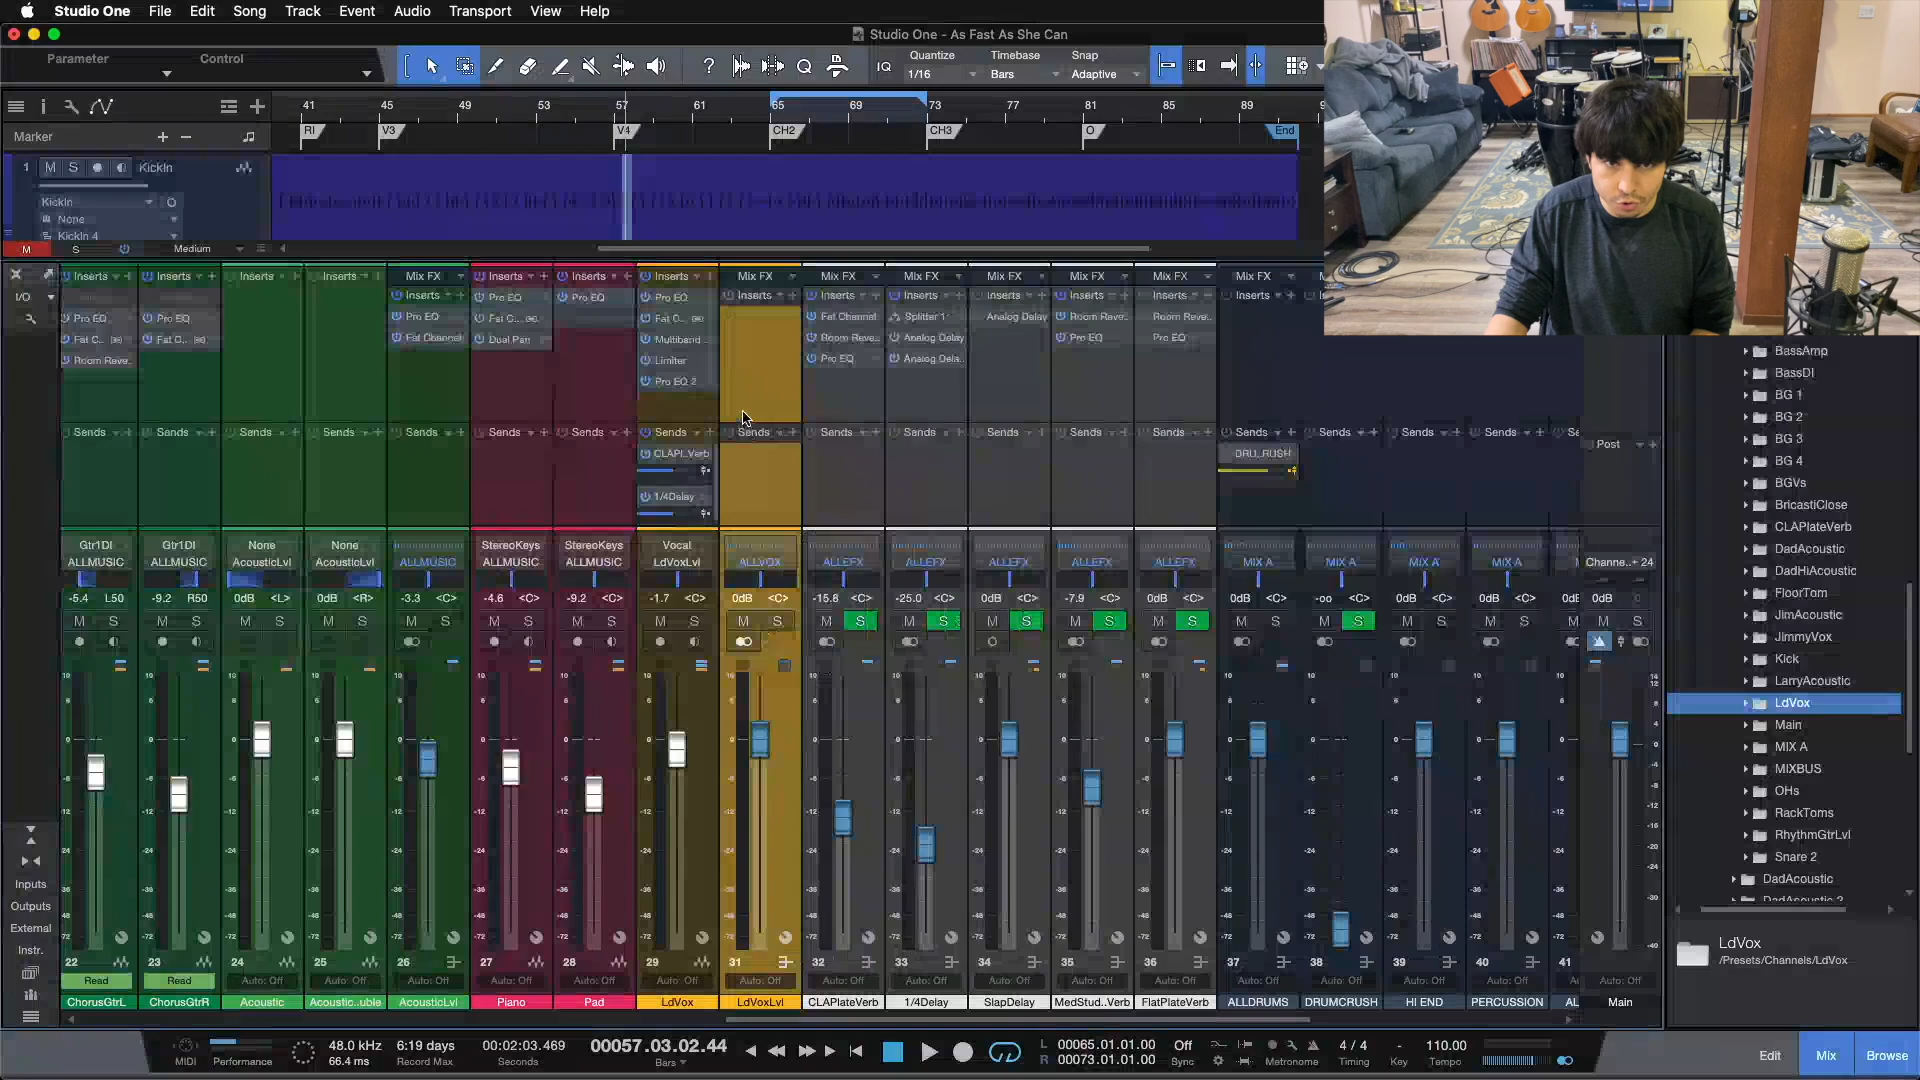 Studio One File Edit Song Track Event Audio Transport View Help
Studio One - As Fast As She Can
Parameter Control
? IQ Quantize 1/16 Timebase Bars Snap Adaptive
41 45 49 53 57 61 65 69 73 77 81 85 89
Marker + − RI V3 V4 CH2 CH3 O End
1 M S KickIn
KickIn
None
KickIn 4
M S Medium
Inserts Inserts Inserts Inserts Mix FX Inserts Inserts Inserts Mix FX Mix FX Mix FX Mix FX Mix FX Mix FX Mix FX
I/O Inserts Pro EQ Pro EQ Pro EQ Inserts Inserts Inserts Inserts Inserts Inserts Inserts
Pro EQ Pro EQ Pro EQ Fat C... Fat C... Fat Channel Splitter 1 Analog Delay Room Reve.. Room Reve..
Fat C.. Fat C.. Fat Channel Dual Pan Multiband .. Room Reve.. Analog Delay Pro EQ Pro EQ
Room Reve.. Limiter Pro EQ Analog Dela..
Pro EQ 2
Sends Sends Sends Sends Sends Sends Sends Sends Sends Sends Sends Sends Sends Sends Sends Sends Sends Sends Se Post
CLAPl..Verb DRU..RUSH
1/4Delay
Gtr1DI Gtr1DI None None StereoKeys StereoKeys Vocal
ALLMUSIC ALLMUSIC AcousticLvl AcousticLvl ALLMUSIC ALLMUSIC ALLMUSIC LdVoxLvl ALLVOX ALLEFX ALLEFX ALLEFX ALLEFX ALLEFX MIX A MIX A MIX A MIX A Channe..+ 24
-5.4 L50 -9.2 R50 0dB <L> 0dB <R> -3.3 <C> -4.6 <C> -9.2 <C> -1.7 <C> 0dB <C> -15.8 <C> -25.0 <C> 0dB <C> -7.9 <C> 0dB <C> 0dB <C> -oo <C> 0dB <C> 0dB <C> 0dB 0dB
M S M S M S M S M S M S M S M S M S M S M S M S M S M S M S M S M S M S M M S
Inputs
Outputs
External
Instr.
22 23 24 25 26 27 28 29 31 32 33 34 35 36 37 38 39 40 41
Read Read Auto: Off Auto: Off Auto: Off Auto: Off Auto: Off Auto: Off Auto: Off Auto: Off Auto: Off Auto: Off Auto: Off Auto: Off Auto: Off Auto: Off Auto: Off Auto: Off Auto: Off
ChorusGtrL ChorusGtrR Acoustic Acoustic..uble AcousticLvl Piano Pad LdVox LdVoxLvl CLAPlateVerb 1/4Delay SlapDelay MedStud..Verb FlatPlateVerb ALLDRUMS DRUMCRUSH HI END PERCUSSION AL Main
BassAmp
BassDI
BG 1
BG 2
BG 3
BG 4
BGVs
BricastiClose
CLAPlateVerb
DadAcoustic
DadHiAcoustic
FloorTom
JimAcoustic
JimmyVox
Kick
LarryAcoustic
LdVox
Main
MIX A
MIXBUS
OHs
RackToms
RhythmGtrLvl
Snare 2
DadAcoustic
DadAcoustic 2
LdVox
/Presets/Channels/LdVox
MIDI Performance 48.0 kHz 66.4 ms 6:19 days Record Max 00:02:03.469 Seconds 00057.03.02.44 Bars
L 00065.01.01.00 R 00073.01.01.00 Off Sync Metronome 4 / 4 Timing - Key 110.00 Tempo Edit Mix Browse